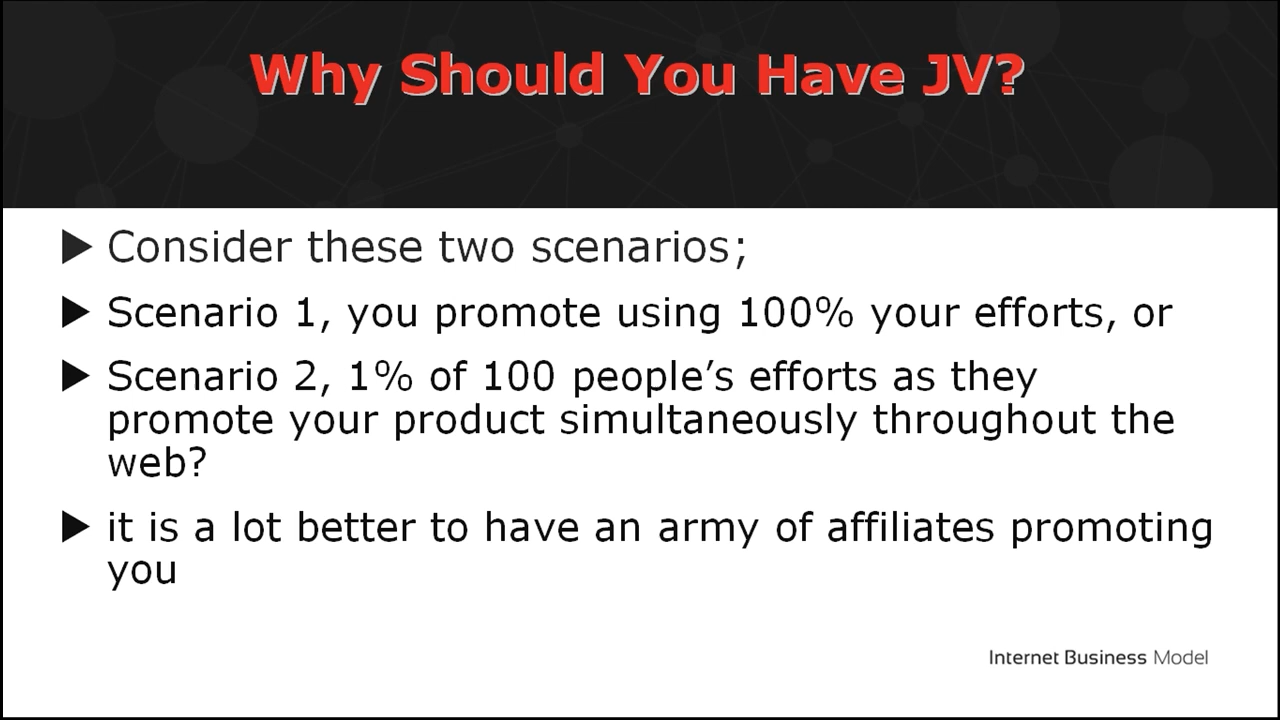 Why Should You Have JV?
▶ Consider these two scenarios;
▶ Scenario 1, you promote using 100% your efforts, or
▶ Scenario 2, 1% of 100 people’s efforts as they
promote your product simultaneously throughout the
web?
▶ it is a lot better to have an army of affiliates promoting
you
Internet Business Model